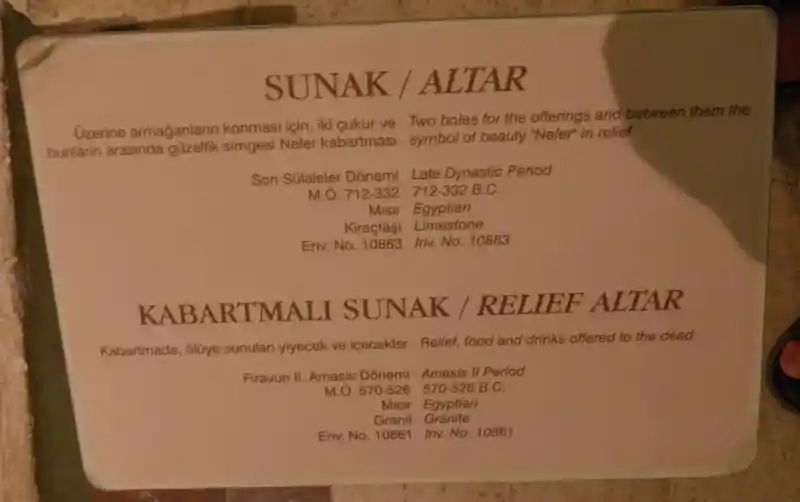 SUNAK / ALTAR
Üzerine armağanların konması için, iki çukur ve Two holes for the offerings and between them the
bunların arasında güzellik simgesi Nefer kabartması symbol of beauty "Nefer" in relief
Son Sülaleler Dönemi Late Dynastic Period
M.Ö. 712-332 712-332 B.C.
Mısır Egyptian
Kireçtaşı Limestone
Env. No. 10863 Inv. No. 10863
KABARTMALI SUNAK / RELIEF ALTAR
Kabartmada, ölüye sunulan yiyecek ve içecekler Relief, food and drinks offered to the dead
Firavun II. Amasis Dönemi Amasis II Period
M.Ö. 570-526 570-526 B.C.
Mısır Egyptian
Granit Granite
Env. No. 10861 Inv. No. 10861